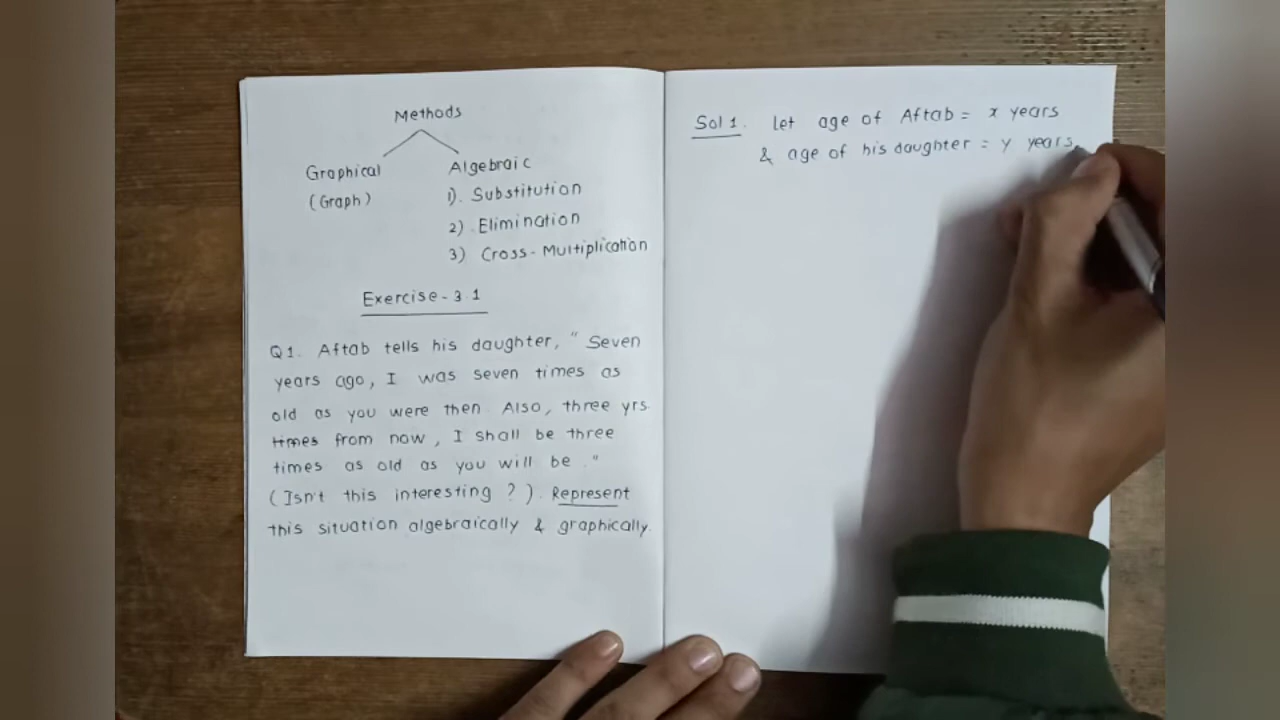 Methods
Graphical
(Graph)
Algebraic
1). Substitution
2). Elimination
3) Cross-Multiplication
Exercise-3.1
Q1. Aftab tells his daughter, "Seven
years ago, I was seven times as
old as you were then. Also, three yrs.
times from now, I shall be three
times as old as you will be."
(Isn't this interesting?). Represent
this situation algebraically & graphically.
Sol 1. Let age of Aftab = x years
& age of his daughter = y years.